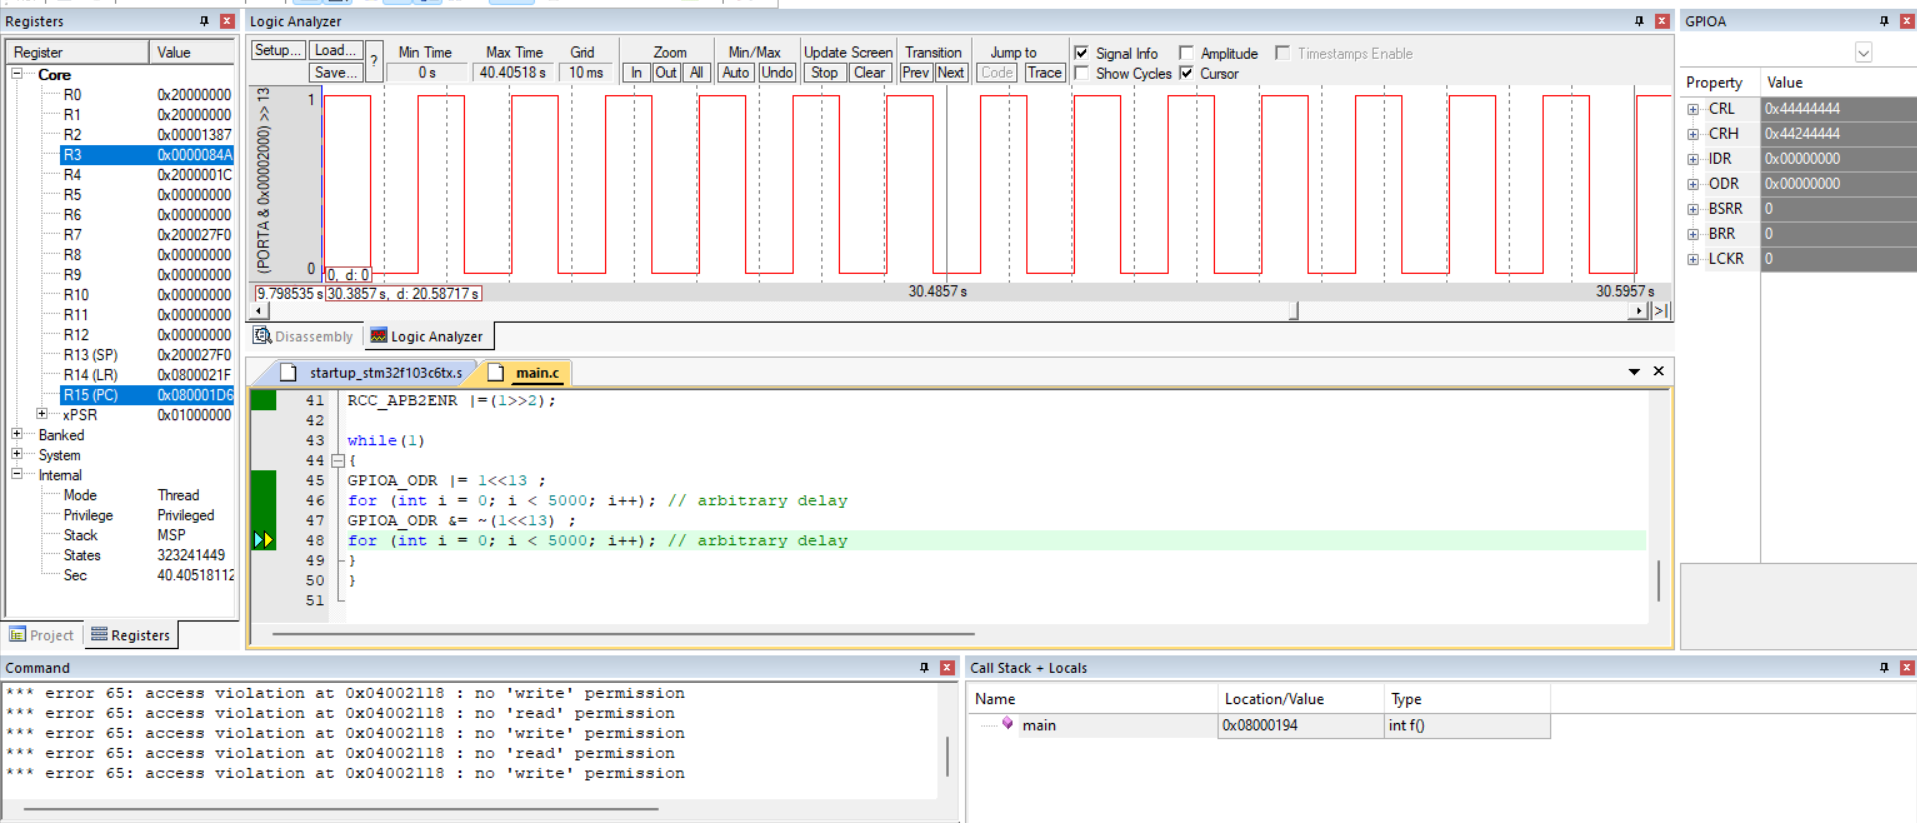 Registers
Register Value
Core
R0 0x20000000
R1 0x20000000
R2 0x00001387
R3 0x0000084A
R4 0x2000001C
R5 0x00000000
R6 0x00000000
R7 0x200027F0
R8 0x00000000
R9 0x00000000
R10 0x00000000
R11 0x00000000
R12 0x00000000
R13 (SP) 0x200027F0
R14 (LR) 0x0800021F
R15 (PC) 0x080001D6
xPSR 0x01000000
Banked
System
Internal
Mode Thread
Privilege Privileged
Stack MSP
States 323241449
Sec 40.40518112
Project Registers
Logic Analyzer
Setup... Load... ? Min Time Max Time Grid Zoom Min/Max Update Screen Transition Jump to Signal Info Amplitude Timestamps Enable
Save... 0 s 40.40518 s 10 ms In Out All Auto Undo Stop Clear Prev Next Code Trace Show Cycles Cursor
(PORTA & 0x00002000) >> 13
1
0
0, d: 0
9.798535 s 30.3857 s, d: 20.58717 s 30.4857 s 30.5957 s
Disassembly Logic Analyzer
startup_stm32f103c6tx.s main.c
41 RCC_APB2ENR |=(1>>2);
42
43 while(1)
44 {
45 GPIOA_ODR |= 1<<13 ;
46 for (int i = 0; i < 5000; i++); // arbitrary delay
47 GPIOA_ODR &= ~(1<<13) ;
48 for (int i = 0; i < 5000; i++); // arbitrary delay
49 }
50 }
51
GPIOA
Property Value
CRL 0x44444444
CRH 0x44244444
IDR 0x00000000
ODR 0x00000000
BSRR 0
BRR 0
LCKR 0
Command
*** error 65: access violation at 0x04002118 : no 'write' permission
*** error 65: access violation at 0x04002118 : no 'read' permission
*** error 65: access violation at 0x04002118 : no 'write' permission
*** error 65: access violation at 0x04002118 : no 'read' permission
*** error 65: access violation at 0x04002118 : no 'write' permission
Call Stack + Locals
Name Location/Value Type
main 0x08000194 int f()